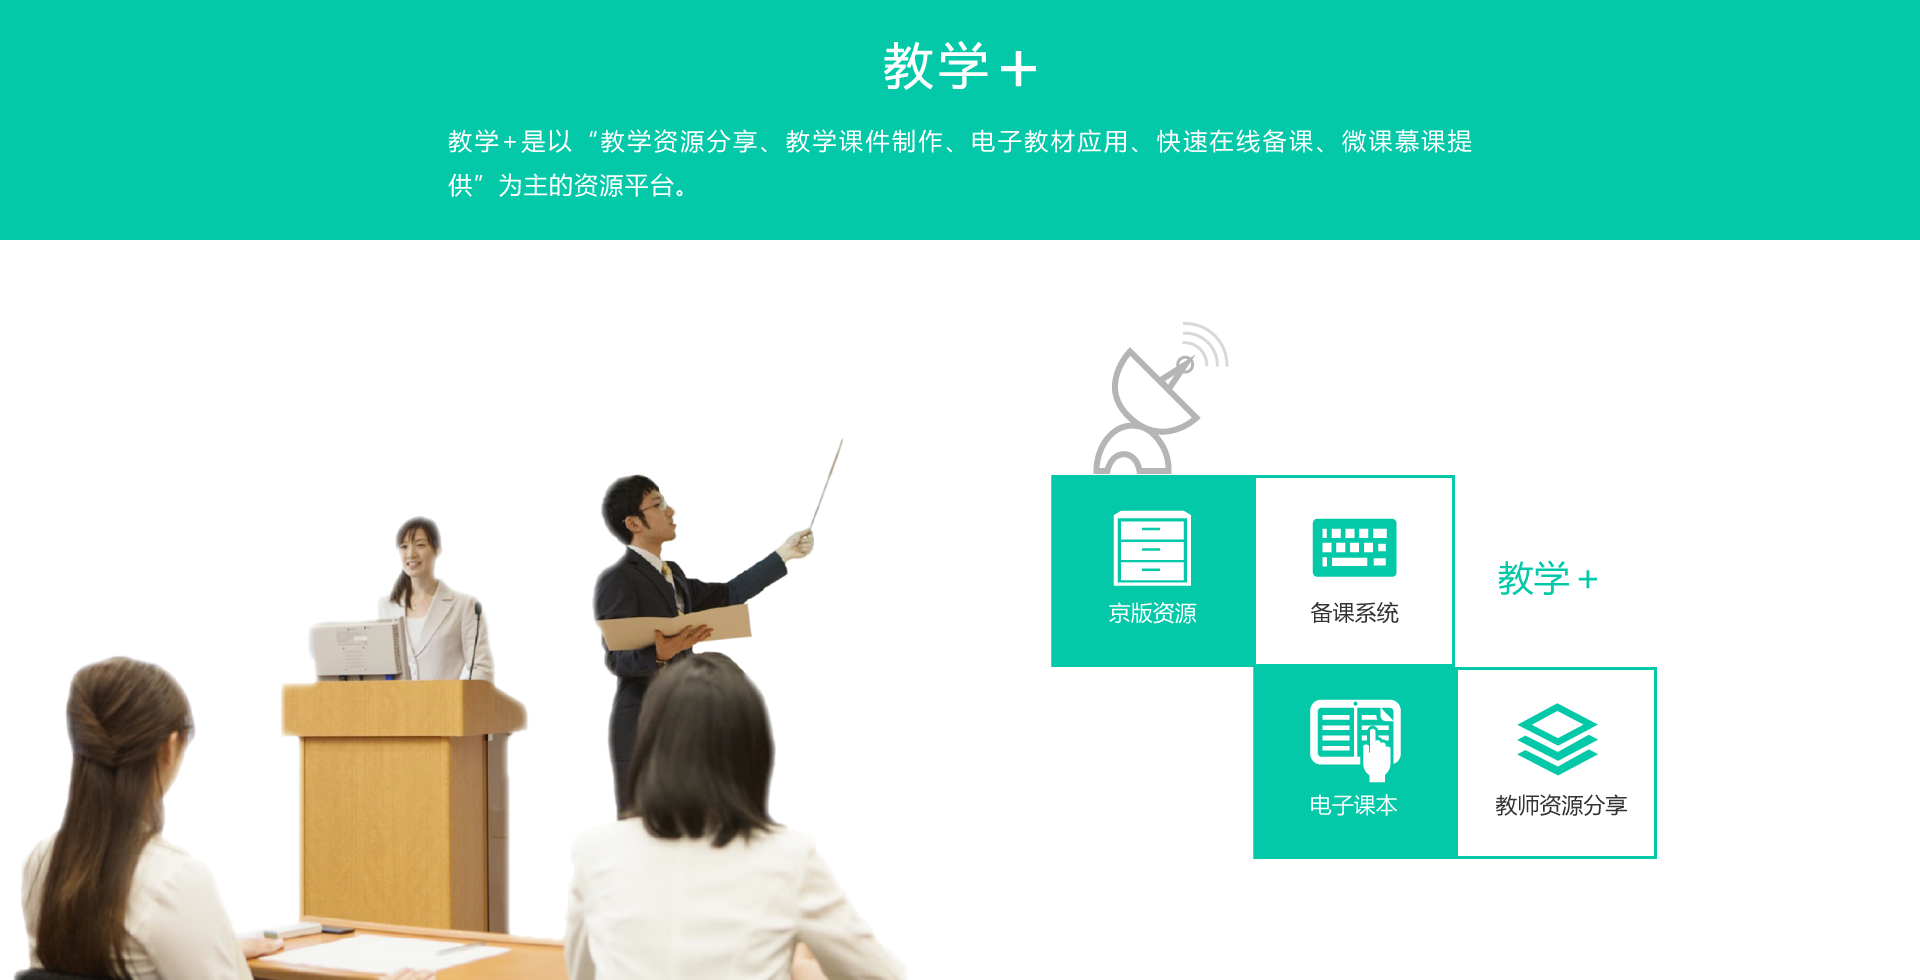 教学+
教学+是以“教学资源分享、教学课件制作、电子教材应用、快速在线备课、微课慕课提
供”为主的资源平台。
京版资源
备课系统
教学+
电子课本
教师资源分享